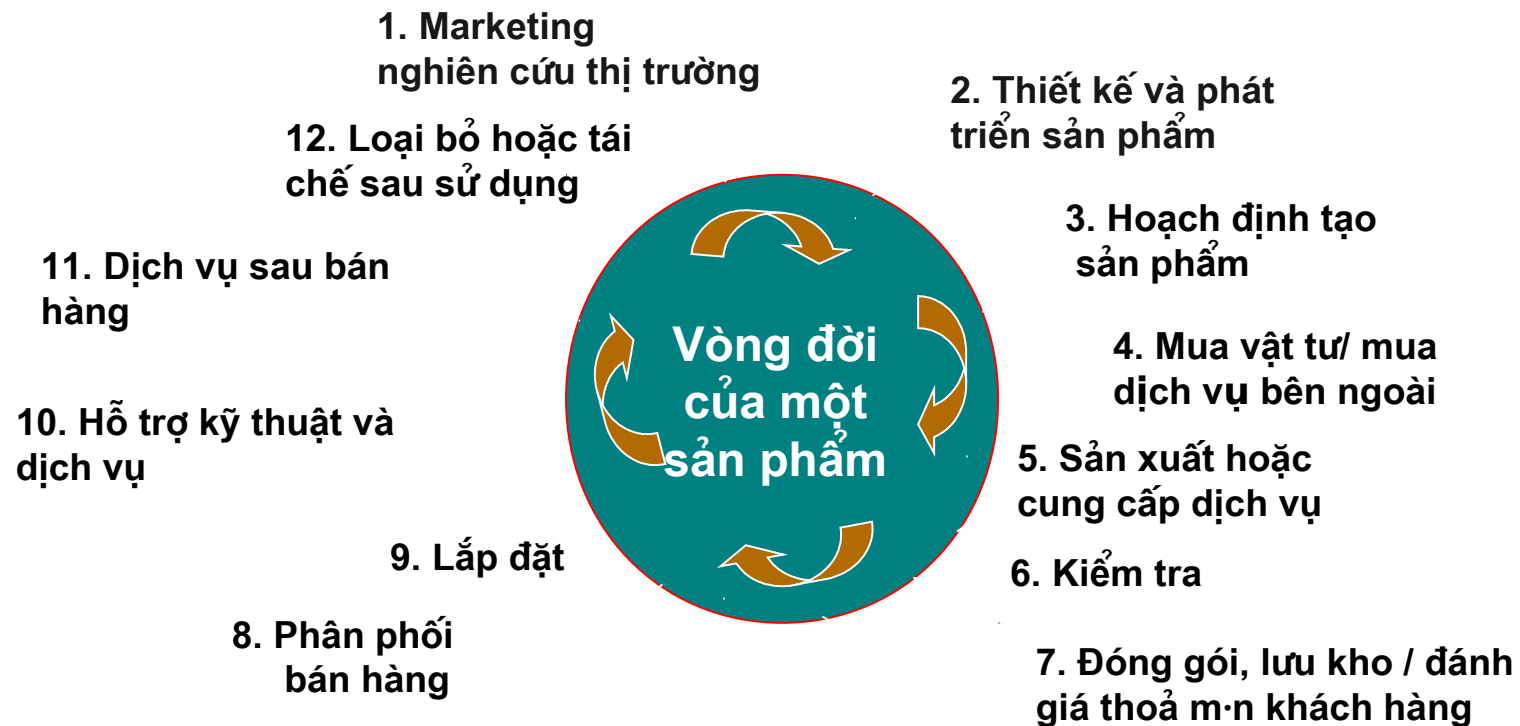 1. Marketing
nghiên cứu thị trường
2. Thiết kế và phát
triển sản phẩm
3. Hoạch định tạo
sản phẩm
4. Mua vật tư/ mua
dịch vụ bên ngoài
5. Sản xuất hoặc
cung cấp dịch vụ
6. Kiểm tra
7. Đóng gói, lưu kho / đánh
giá thoả m·n khách hàng
8. Phân phối
bán hàng
9. Lắp đặt
10. Hỗ trợ kỹ thuật và
dịch vụ
11. Dịch vụ sau bán
hàng
12. Loại bỏ hoặc tái
chế sau sử dụng
Vòng đời
của một
sản phẩm